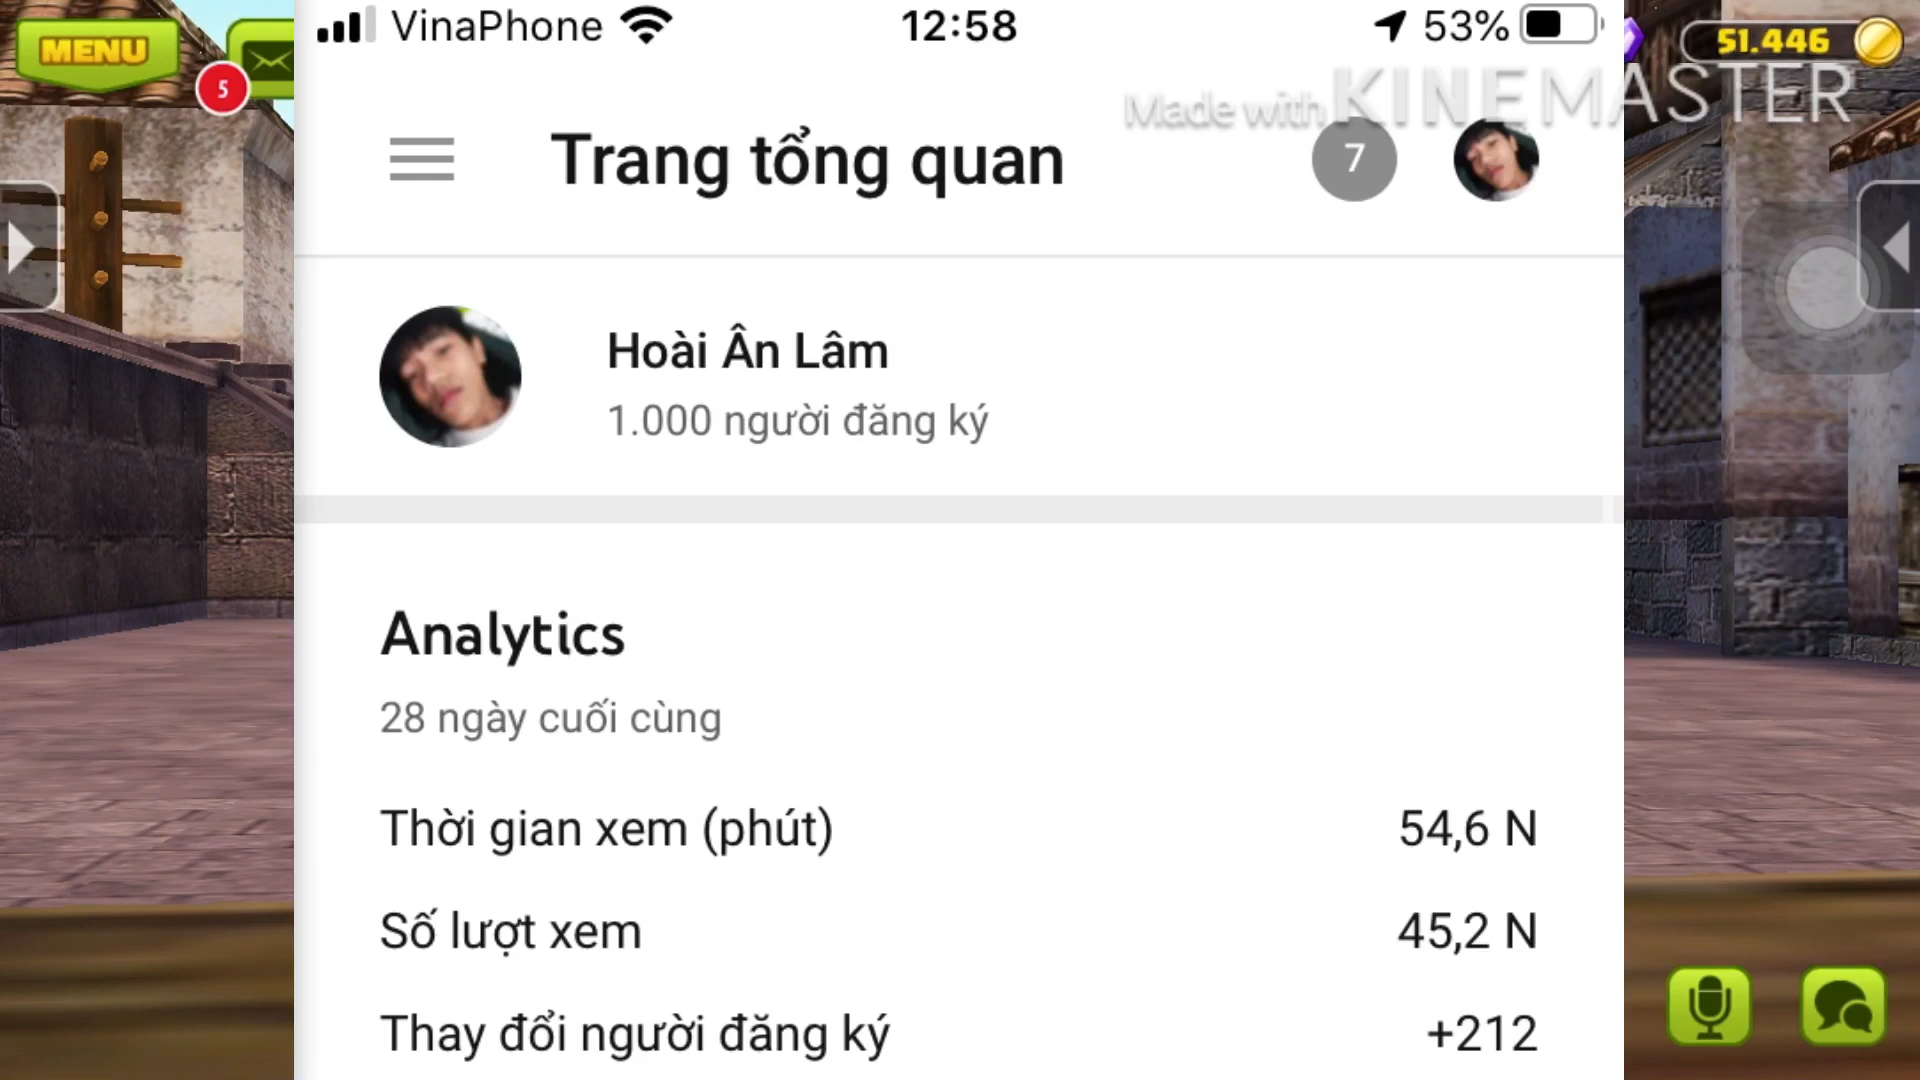 MENU
5
VinaPhone
12:58
53%
51.446
Made with KINEMASTER
Trang tổng quan
7
Hoài Ân Lâm
1.000 người đăng ký
Analytics
28 ngày cuối cùng
Thời gian xem (phút) 54,6 N
Số lượt xem 45,2 N
Thay đổi người đăng ký +212